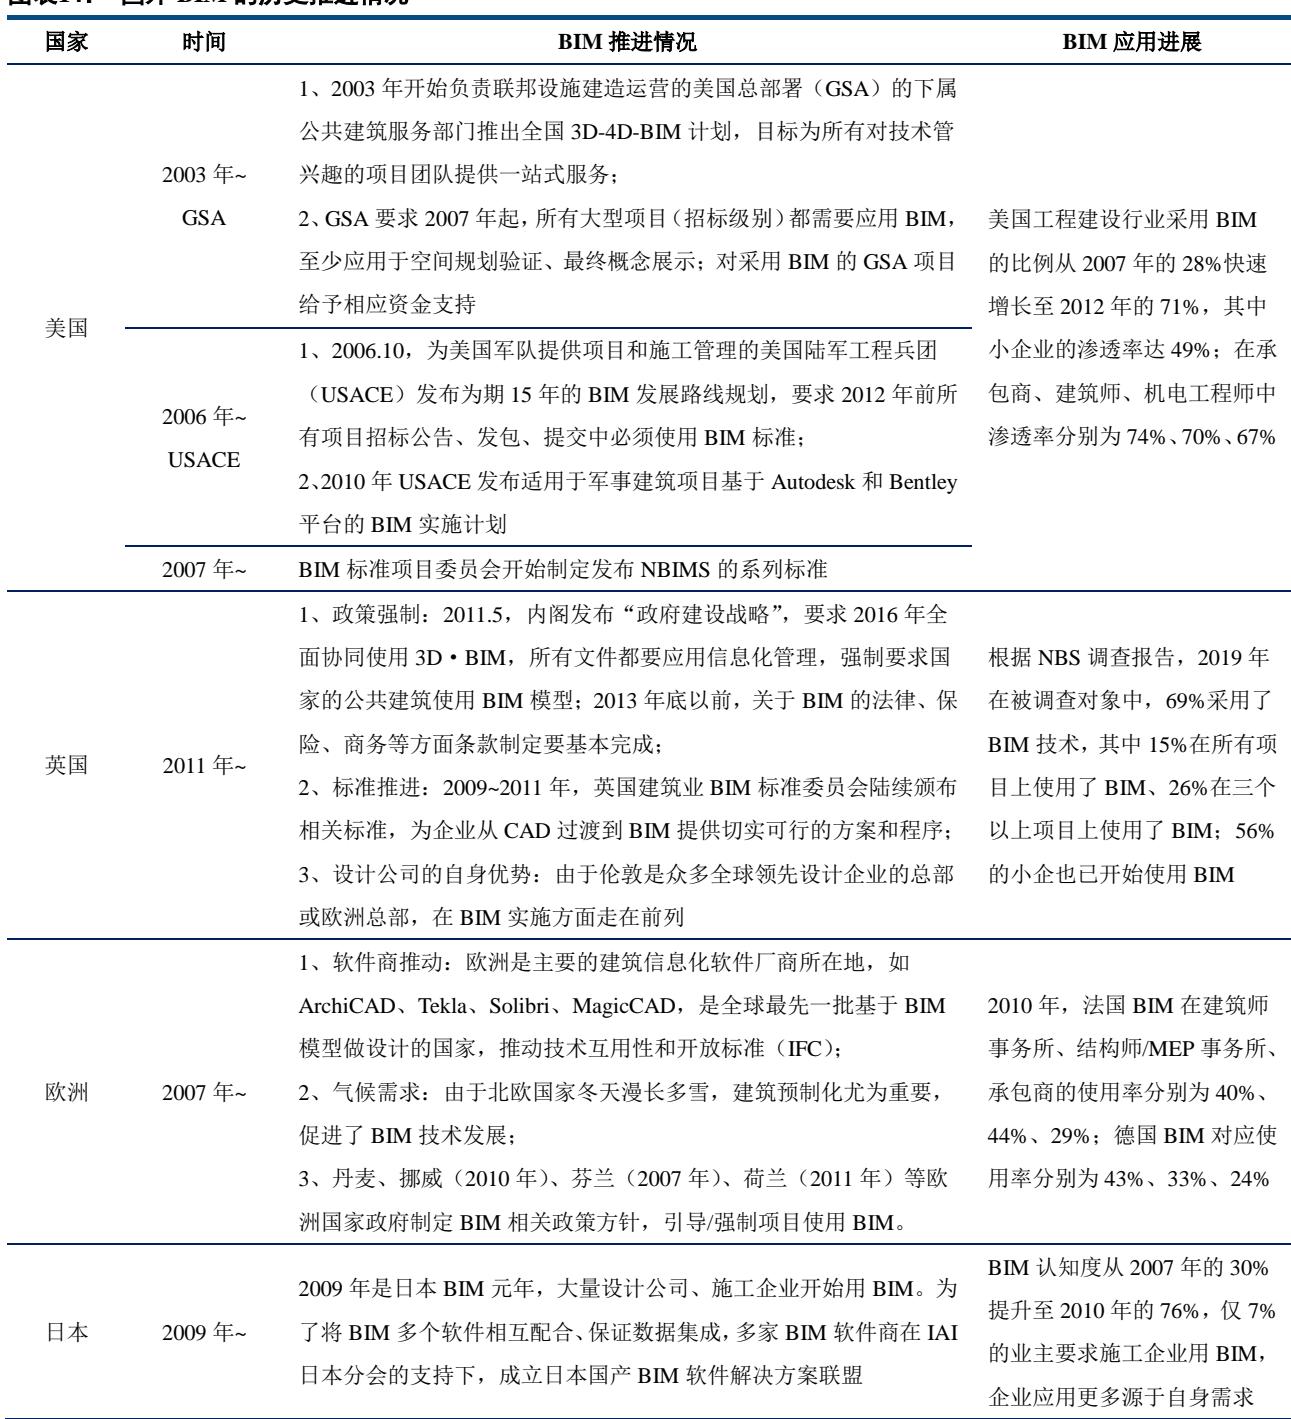 国家 时间 BIM 推进情况 BIM 应用进展
美国
2003 年~
GSA
1、2003 年开始负责联邦设施建造运营的美国总部署（GSA）的下属
公共建筑服务部门推出全国 3D-4D-BIM 计划，目标为所有对技术管
兴趣的项目团队提供一站式服务；
2、GSA 要求 2007 年起，所有大型项目（招标级别）都需要应用 BIM，
至少应用于空间规划验证、最终概念展示；对采用 BIM 的 GSA 项目
给予相应资金支持
2006 年~
USACE
1、2006.10，为美国军队提供项目和施工管理的美国陆军工程兵团
（USACE）发布为期 15 年的 BIM 发展路线规划，要求 2012 年前所
有项目招标公告、发包、提交中必须使用 BIM 标准；
2、2010 年 USACE 发布适用于军事建筑项目基于 Autodesk 和 Bentley
平台的 BIM 实施计划
2007 年~
BIM 标准项目委员会开始制定发布 NBIMS 的系列标准
美国工程建设行业采用 BIM
的比例从 2007 年的 28%快速
增长至 2012 年的 71%，其中
小企业的渗透率达 49%；在承
包商、建筑师、机电工程师中
渗透率分别为 74%、70%、67%
英国
2011 年~
1、政策强制：2011.5，内阁发布“政府建设战略”，要求 2016 年全
面协同使用 3D·BIM，所有文件都要应用信息化管理，强制要求国
家的公共建筑使用 BIM 模型；2013 年底以前，关于 BIM 的法律、保
险、商务等方面条款制定要基本完成；
2、标准推进：2009~2011 年，英国建筑业 BIM 标准委员会陆续颁布
相关标准，为企业从 CAD 过渡到 BIM 提供切实可行的方案和程序；
3、设计公司的自身优势：由于伦敦是众多全球领先设计企业的总部
或欧洲总部，在 BIM 实施方面走在前列
根据 NBS 调查报告，2019 年
在被调查对象中，69%采用了
BIM 技术，其中 15%在所有项
目上使用了 BIM、26%在三个
以上项目上使用了 BIM；56%
的小企也已开始使用 BIM
欧洲
2007 年~
1、软件商推动：欧洲是主要的建筑信息化软件厂商所在地，如
ArchiCAD、Tekla、Solibri、MagicCAD，是全球最先一批基于 BIM
模型做设计的国家，推动技术互用性和开放标准（IFC）；
2、气候需求：由于北欧国家冬天漫长多雪，建筑预制化尤为重要，
促进了 BIM 技术发展；
3、丹麦、挪威（2010 年）、芬兰（2007 年）、荷兰（2011 年）等欧
洲国家政府制定 BIM 相关政策方针，引导/强制项目使用 BIM。
2010 年，法国 BIM 在建筑师
事务所、结构师/MEP 事务所、
承包商的使用率分别为 40%、
44%、29%；德国 BIM 对应使
用率分别为 43%、33%、24%
日本
2009 年~
2009 年是日本 BIM 元年，大量设计公司、施工企业开始用 BIM。为
了将 BIM 多个软件相互配合、保证数据集成，多家 BIM 软件商在 IAI
日本分会的支持下，成立日本国产 BIM 软件解决方案联盟
BIM 认知度从 2007 年的 30%
提升至 2010 年的 76%，仅 7%
的业主要求施工企业用 BIM，
企业应用更多源于自身需求